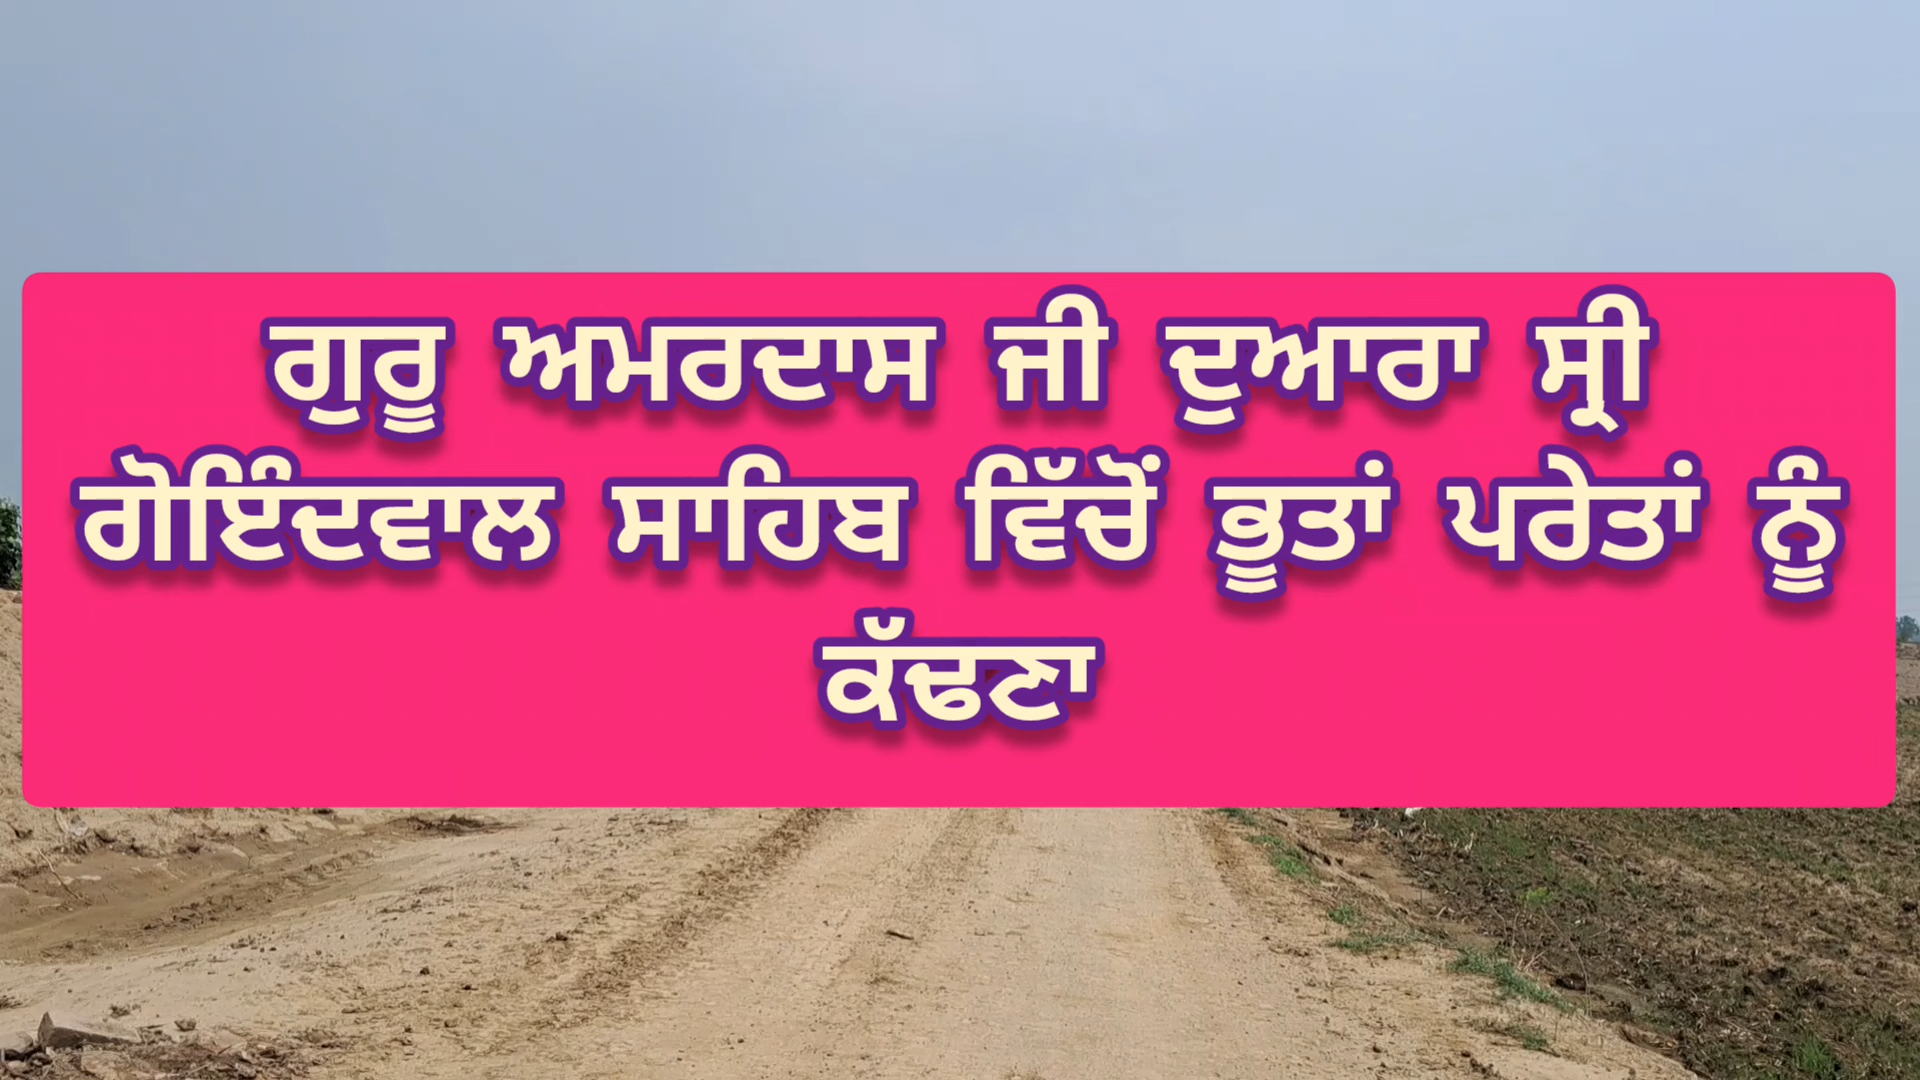 ਗੁਰੂ ਅਮਰਦਾਸ ਜੀ ਦੁਆਰਾ ਸ੍ਰੀ
ਗੋਇੰਦਵਾਲ ਸਾਹਿਬ ਵਿੱਚੋਂ ਭੂਤਾਂ ਪਰੇਤਾਂ ਨੂੰ
ਕੱਢਣਾ